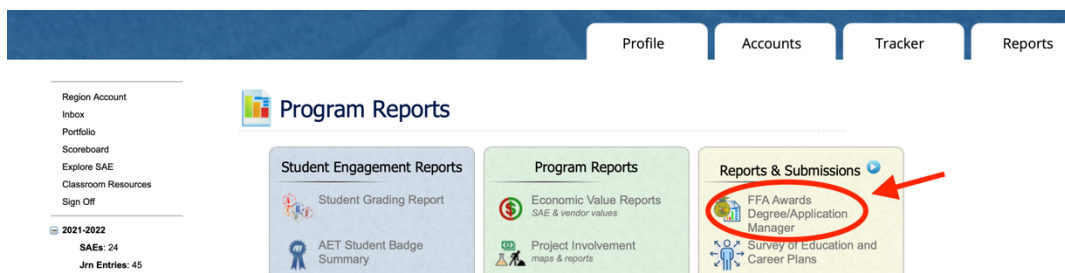 Profile
Accounts
Tracker
Reports
Region Account
Inbox
Portfolio
Scoreboard
Explore SAE
Classroom Resources
Sign Off
2021-2022
SAEs: 24
Jrn Entries: 45
Program Reports
Student Engagement Reports
Student Grading Report
AET Student Badge
Summary
Program Reports
Economic Value Reports
SAE & vendor values
Project Involvement
maps & reports
Reports & Submissions
FFA Awards
Degree/Application
Manager
Survey of Education and
Career Plans